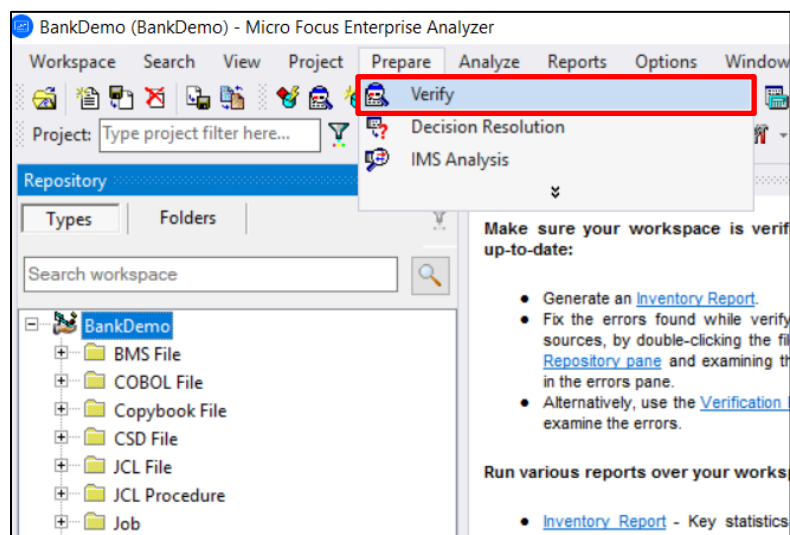 BankDemo (BankDemo) - Micro Focus Enterprise Analyzer
Workspace Search View Project Prepare Analyze Reports Options Window
Verify
Project: Type project filter here...
Decision Resolution
IMS Analysis
Repository
Types Folders
Search workspace
BankDemo
BMS File
COBOL File
Copybook File
CSD File
JCL File
JCL Procedure
Job
Make sure your workspace is verif
up-to-date:
Generate an Inventory Report.
Fix the errors found while verify
sources, by double-clicking the fil
Repository pane and examining th
in the errors pane.
Alternatively, use the Verification
examine the errors.
Run various reports over your works
Inventory Report - Key statistics